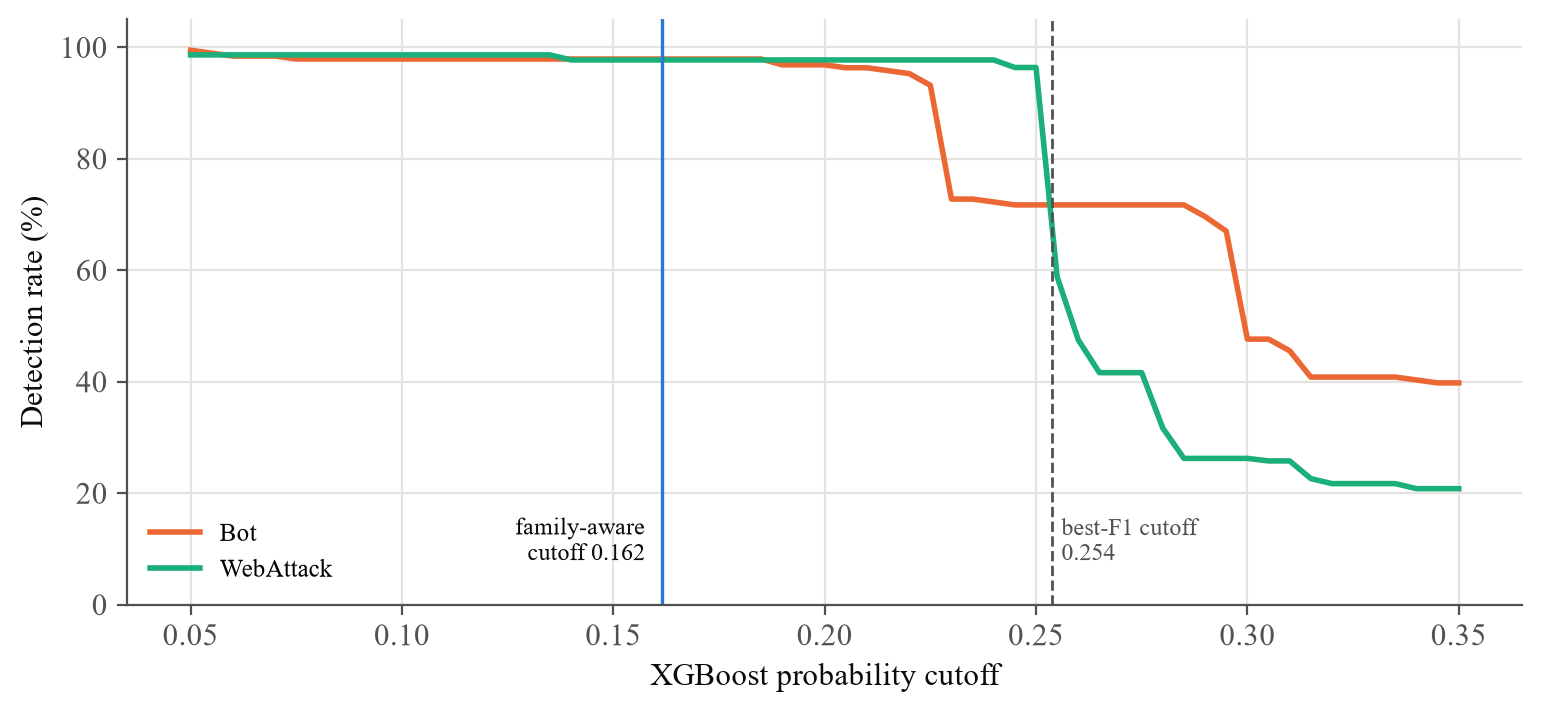 100
80
60
40
20
0
Detection rate (%)
Bot
WebAttack
family-aware
cutoff 0.162
best-F1 cutoff
0.254
0.05 0.10 0.15 0.20 0.25 0.30 0.35
XGBoost probability cutoff